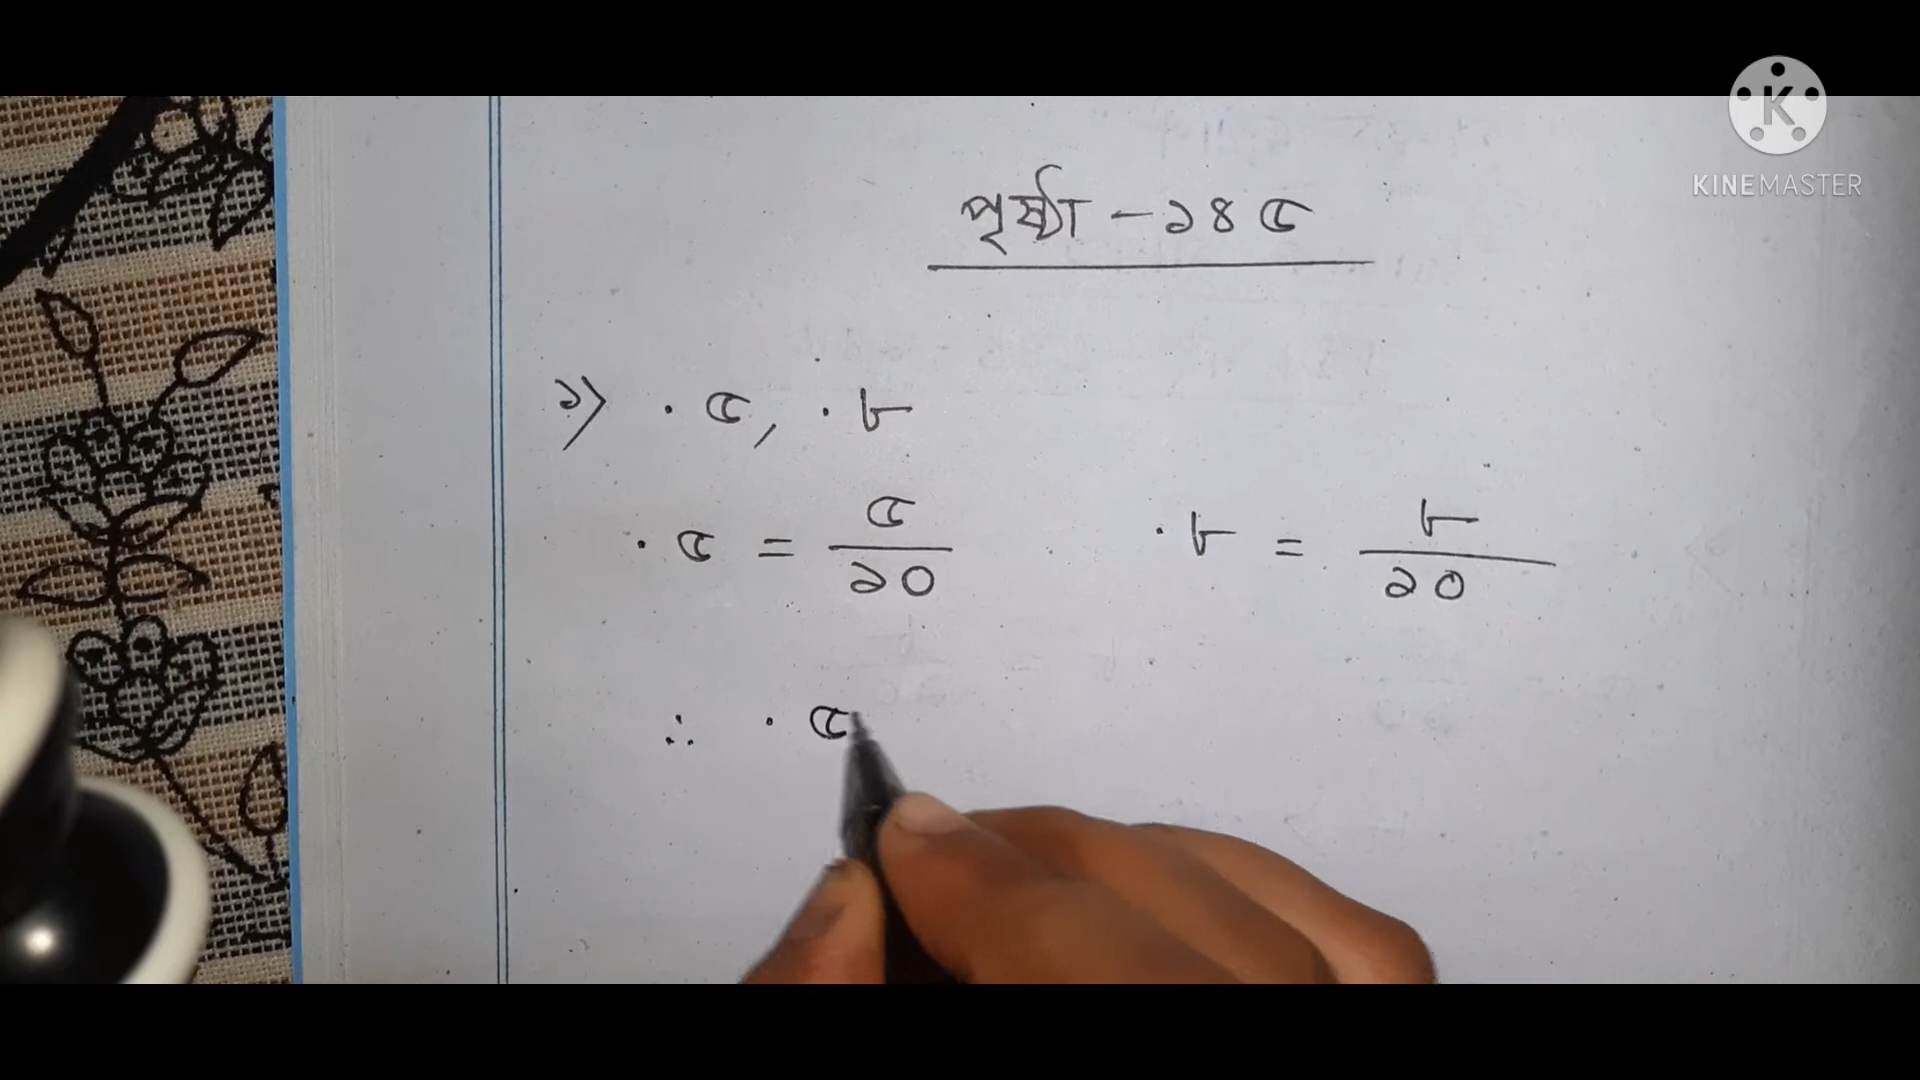 K
KINEMASTER
পৃষ্ঠা - ১৪৫
১) .৫, .৮
.৫ = ৫/১০ .৮ = ৮/১০
∴ .৫